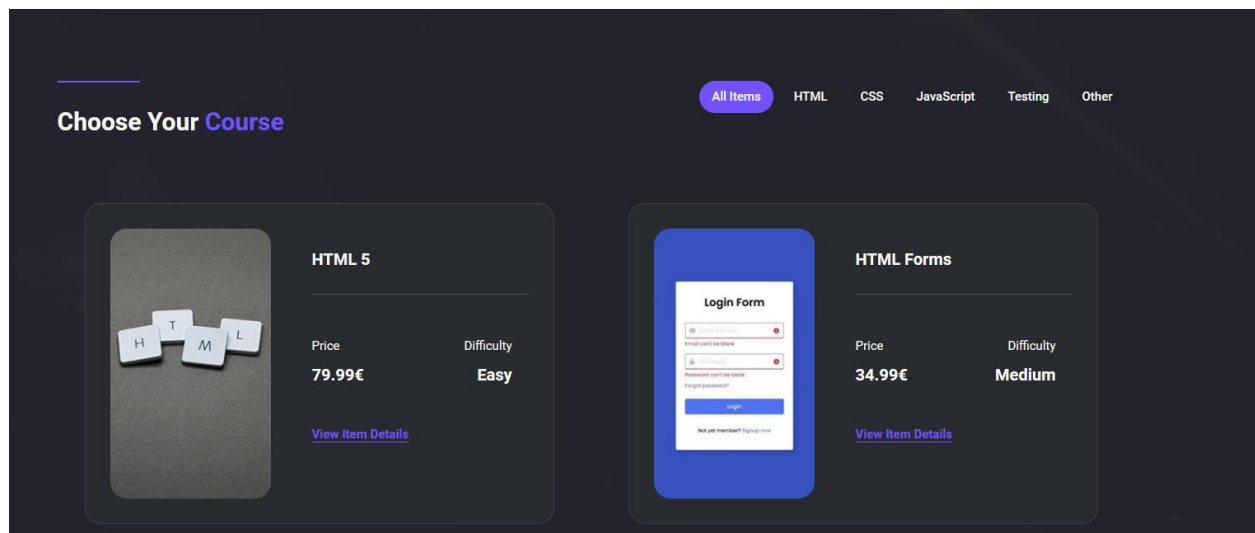 Choose Your Course
All Items HTML CSS JavaScript Testing Other
HTML 5
H T M L
Price Difficulty
79.99€ Easy
View Item Details
HTML Forms
Login Form
Email can't be blank
Password can't be blank
Forgot password?
Login
Not yet member? Signup now
Price Difficulty
34.99€ Medium
View Item Details